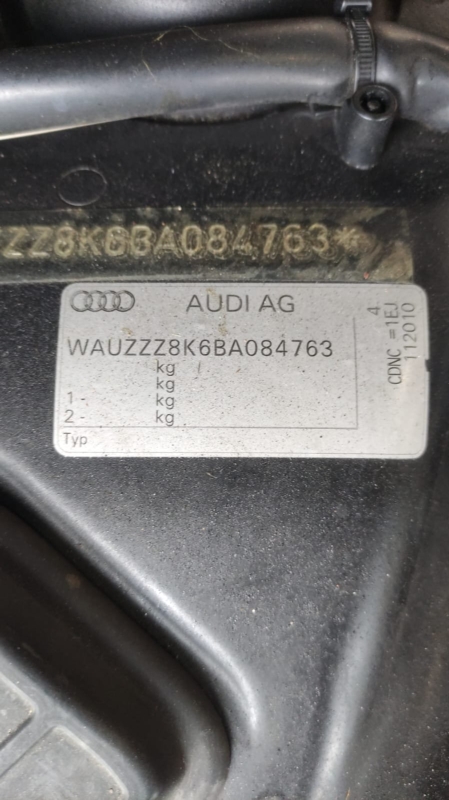 ZZ8K6BA084763*
AUDI AG
WAUZZZ8K6BA084763
kg
kg
1 - kg
2 - kg
Typ
4
CDNC =1EJ
112010